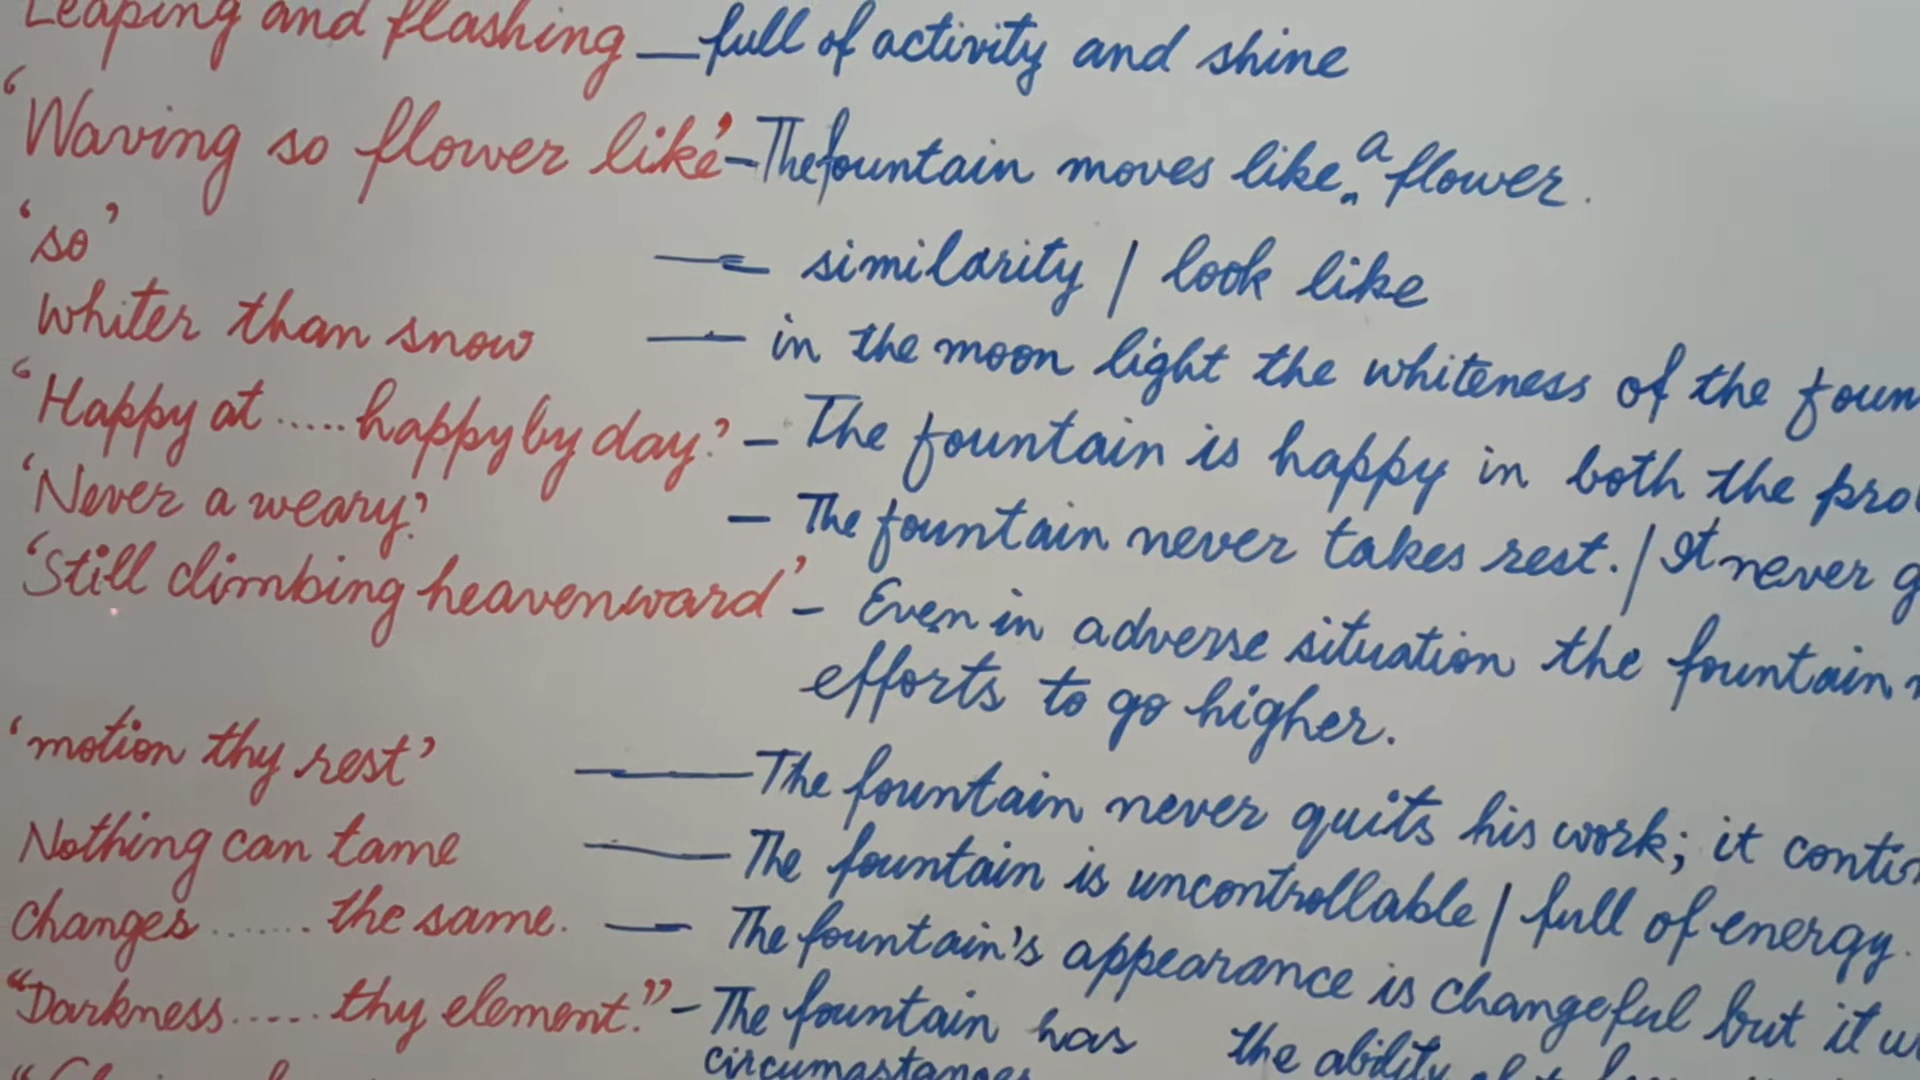 Leaping and flashing — full of activity and shine
'Waving so flower like' - The fountain moves like a flower.
'so' — similarity / look like
whiter than snow — in the moon light the whiteness of the foun
'Happy at ..... happy by day.' - The fountain is happy in both the pro
'Never a weary.' - The fountain never takes rest. / It never g
'Still climbing heavenward' - Even in adverse situation the fountain
efforts to go higher.
'motion thy rest' — The fountain never quits his work; it conti
Nothing can tame — The fountain is uncontrollable / full of energy.
Changes ...... the same. — The fountain's appearance is changeful but it
"Darkness ..... thy element." - The fountain has the ability
circumstances